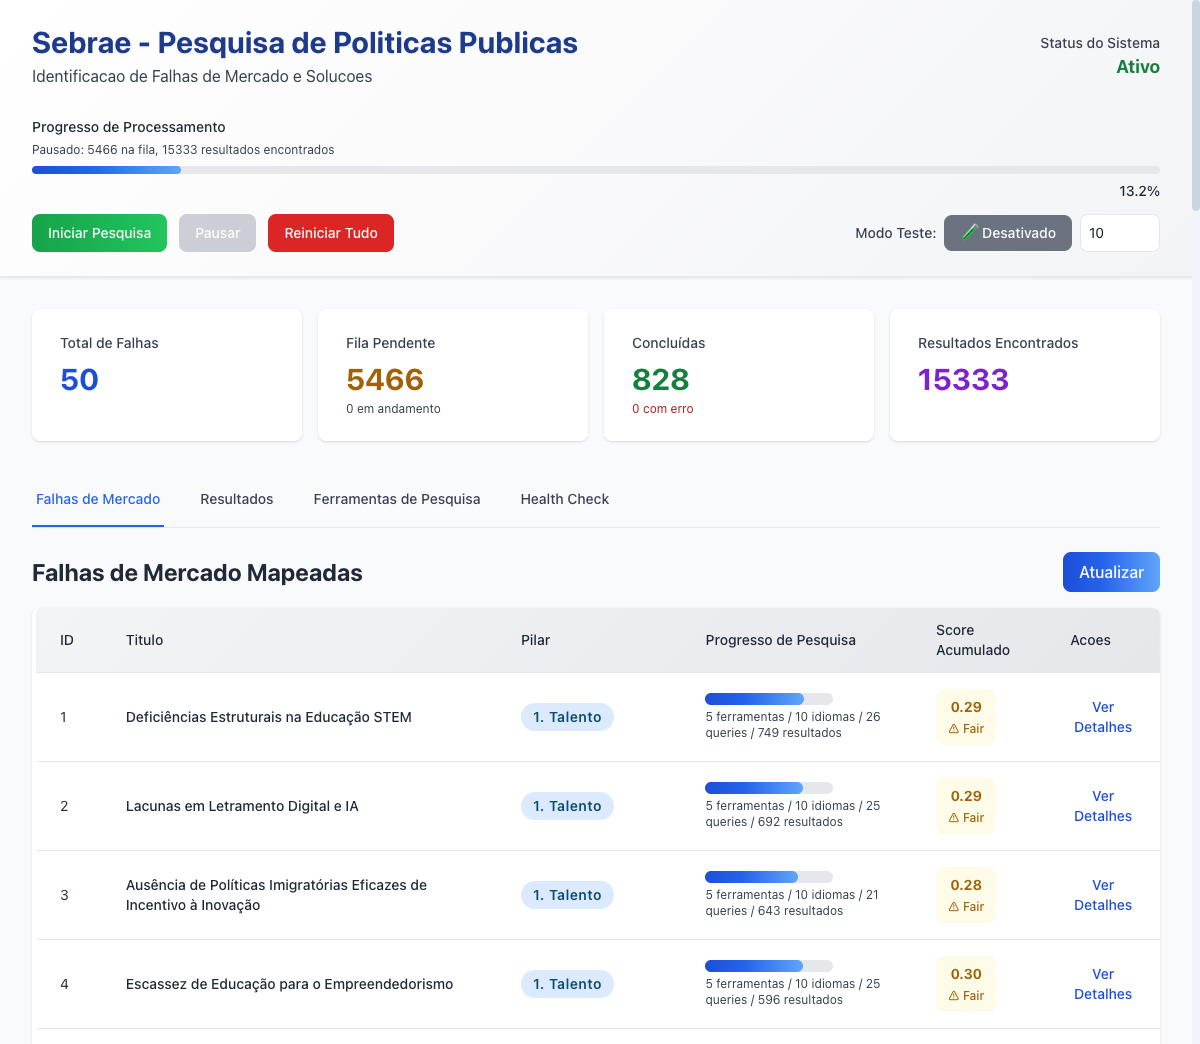 Sebrae - Pesquisa de Politicas Publicas
Identificacao de Falhas de Mercado e Solucoes
Status do Sistema
Ativo
Progresso de Processamento
Pausado: 5466 na fila, 15333 resultados encontrados
13.2%
Iniciar Pesquisa
Pausar
Reiniciar Tudo
Modo Teste:
Desativado
10
Total de Falhas
50
Fila Pendente
5466
0 em andamento
Concluídas
828
0 com erro
Resultados Encontrados
15333
Falhas de Mercado
Resultados
Ferramentas de Pesquisa
Health Check
Falhas de Mercado Mapeadas
Atualizar
ID
Titulo
Pilar
Progresso de Pesquisa
Score
Acumulado
Acoes
1
Deficiências Estruturais na Educação STEM
1. Talento
5 ferramentas / 10 idiomas / 26
queries / 749 resultados
0.29
⚠ Fair
Ver
Detalhes
2
Lacunas em Letramento Digital e IA
1. Talento
5 ferramentas / 10 idiomas / 25
queries / 692 resultados
0.29
⚠ Fair
Ver
Detalhes
3
Ausência de Políticas Imigratórias Eficazes de
Incentivo à Inovação
1. Talento
5 ferramentas / 10 idiomas / 21
queries / 643 resultados
0.28
⚠ Fair
Ver
Detalhes
4
Escassez de Educação para o Empreendedorismo
1. Talento
5 ferramentas / 10 idiomas / 25
queries / 596 resultados
0.30
⚠ Fair
Ver
Detalhes